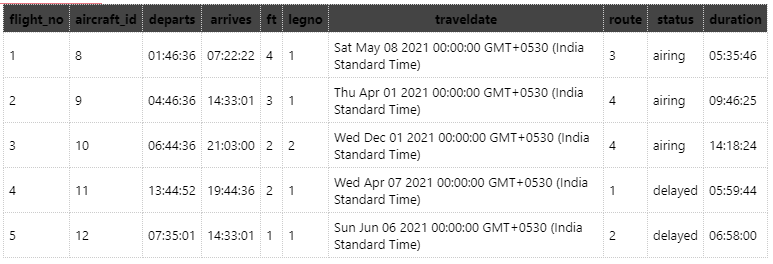 flight_no aircraft_id departs arrives ft legno traveldate route status duration
1 8 01:46:36 07:22:22 4 1 Sat May 08 2021 00:00:00 GMT+0530 (India Standard Time) 3 airing 05:35:46
2 9 04:46:36 14:33:01 3 1 Thu Apr 01 2021 00:00:00 GMT+0530 (India Standard Time) 4 airing 09:46:25
3 10 06:44:36 21:03:00 2 2 Wed Dec 01 2021 00:00:00 GMT+0530 (India Standard Time) 4 airing 14:18:24
4 11 13:44:52 19:44:36 2 1 Wed Apr 07 2021 00:00:00 GMT+0530 (India Standard Time) 1 delayed 05:59:44
5 12 07:35:01 14:33:01 1 1 Sun Jun 06 2021 00:00:00 GMT+0530 (India Standard Time) 2 delayed 06:58:00